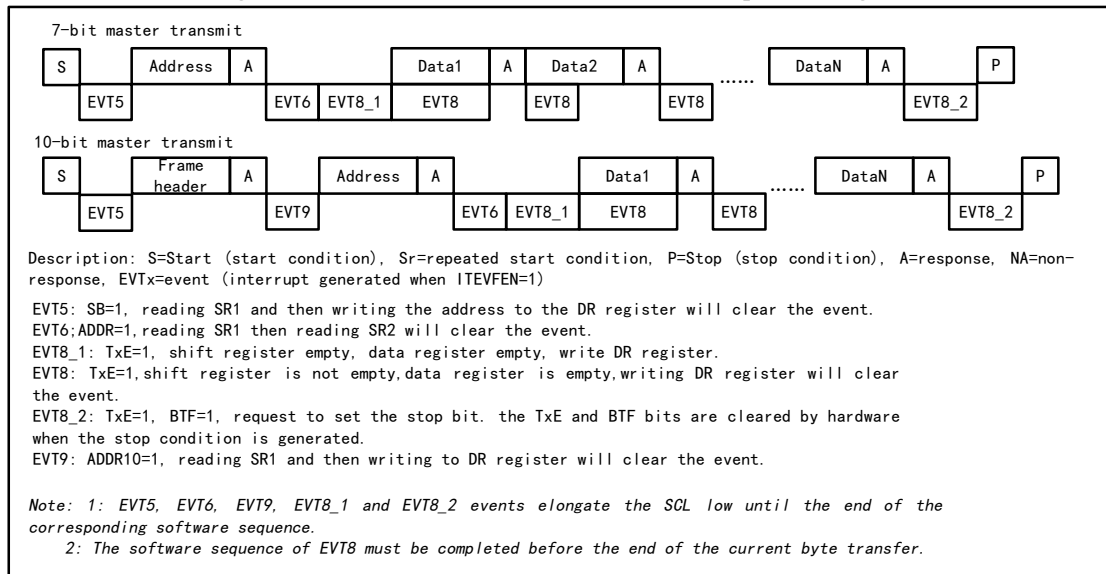 7-bit master transmit
S Address A Data1 A Data2 A ...... DataN A P
EVT5 EVT6 EVT8_1 EVT8 EVT8 EVT8 EVT8_2
10-bit master transmit
S Frame header A Address A Data1 A ...... DataN A P
EVT5 EVT9 EVT6 EVT8_1 EVT8 EVT8 EVT8_2
Description: S=Start (start condition), Sr=repeated start condition, P=Stop (stop condition), A=response, NA=non-
response, EVTx=event (interrupt generated when ITEVFEN=1)
EVT5: SB=1, reading SR1 and then writing the address to the DR register will clear the event.
EVT6;ADDR=1,reading SR1 then reading SR2 will clear the event.
EVT8_1: TxE=1, shift register empty, data register empty, write DR register.
EVT8: TxE=1,shift register is not empty,data register is empty,writing DR register will clear
the event.
EVT8_2: TxE=1, BTF=1, request to set the stop bit. the TxE and BTF bits are cleared by hardware
when the stop condition is generated.
EVT9: ADDR10=1, reading SR1 and then writing to DR register will clear the event.
Note: 1: EVT5, EVT6, EVT9, EVT8_1 and EVT8_2 events elongate the SCL low until the end of the
corresponding software sequence.
2: The software sequence of EVT8 must be completed before the end of the current byte transfer.